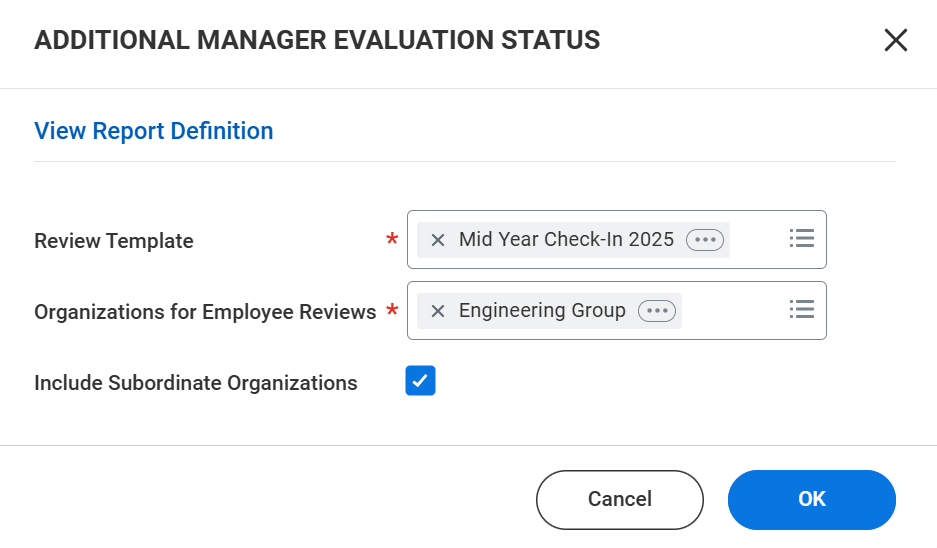 ADDITIONAL MANAGER EVALUATION STATUS
View Report Definition
Review Template * Mid Year Check-In 2025
Organizations for Employee Reviews * Engineering Group
Include Subordinate Organizations
Cancel OK